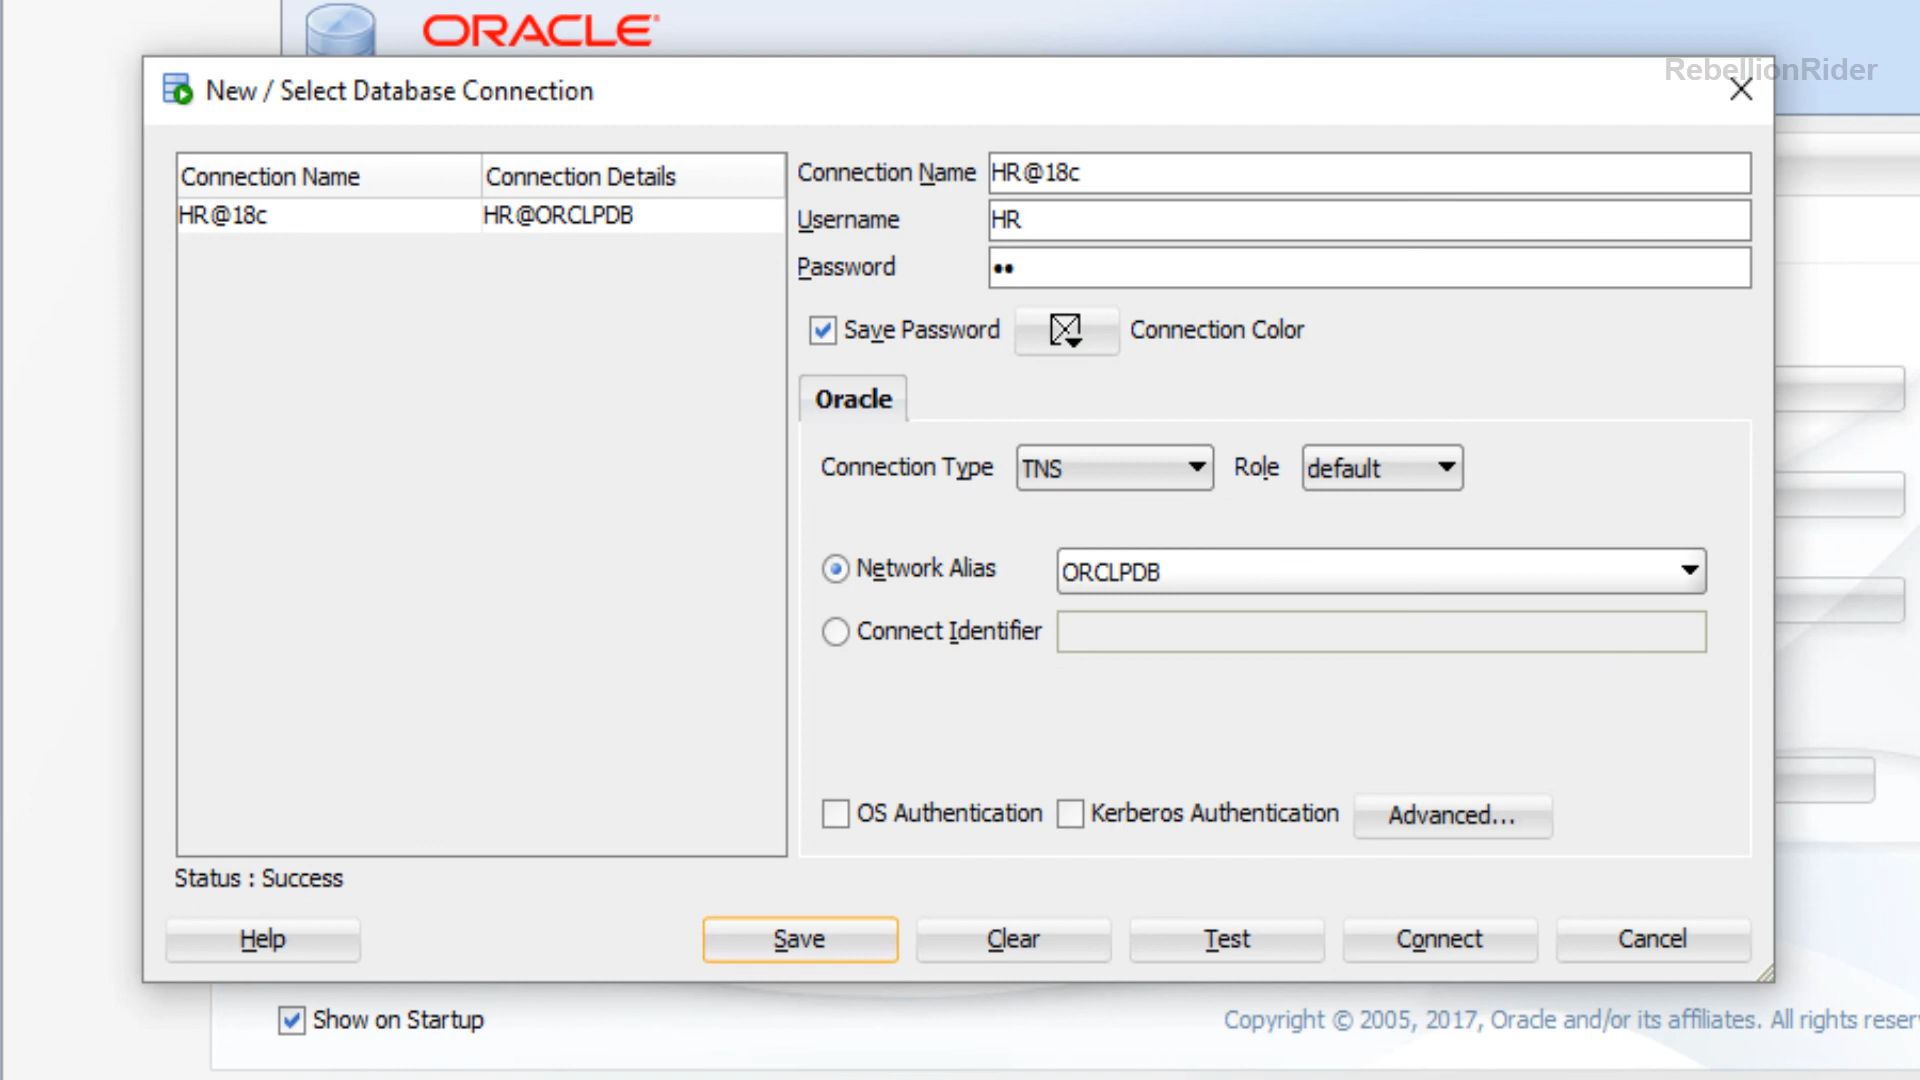 ORACLE
RebellionRider
New / Select Database Connection
Connection Name Connection Details
HR@18c HR@ORCLPDB
Connection Name HR@18c
Username HR
Password ••
Save Password Connection Color
Oracle
Connection Type TNS Role default
Network Alias ORCLPDB
Connect Identifier
OS Authentication Kerberos Authentication Advanced...
Status : Success
Help Save Clear Test Connect Cancel
Show on Startup
Copyright © 2005, 2017, Oracle and/or its affiliates. All rights reser